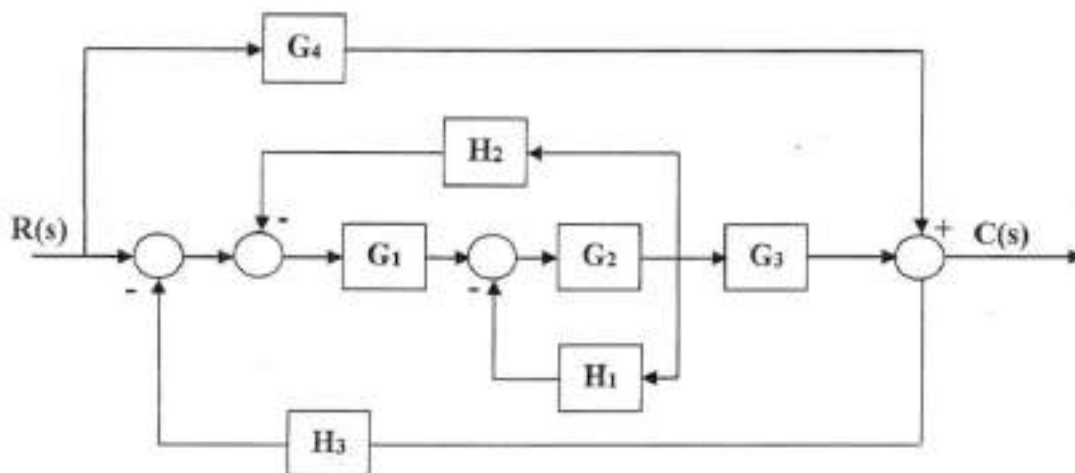 G₄
H₂
-
R(s)
+
C(s)
G₁
G₂
G₃
-
-
H₁
H₃